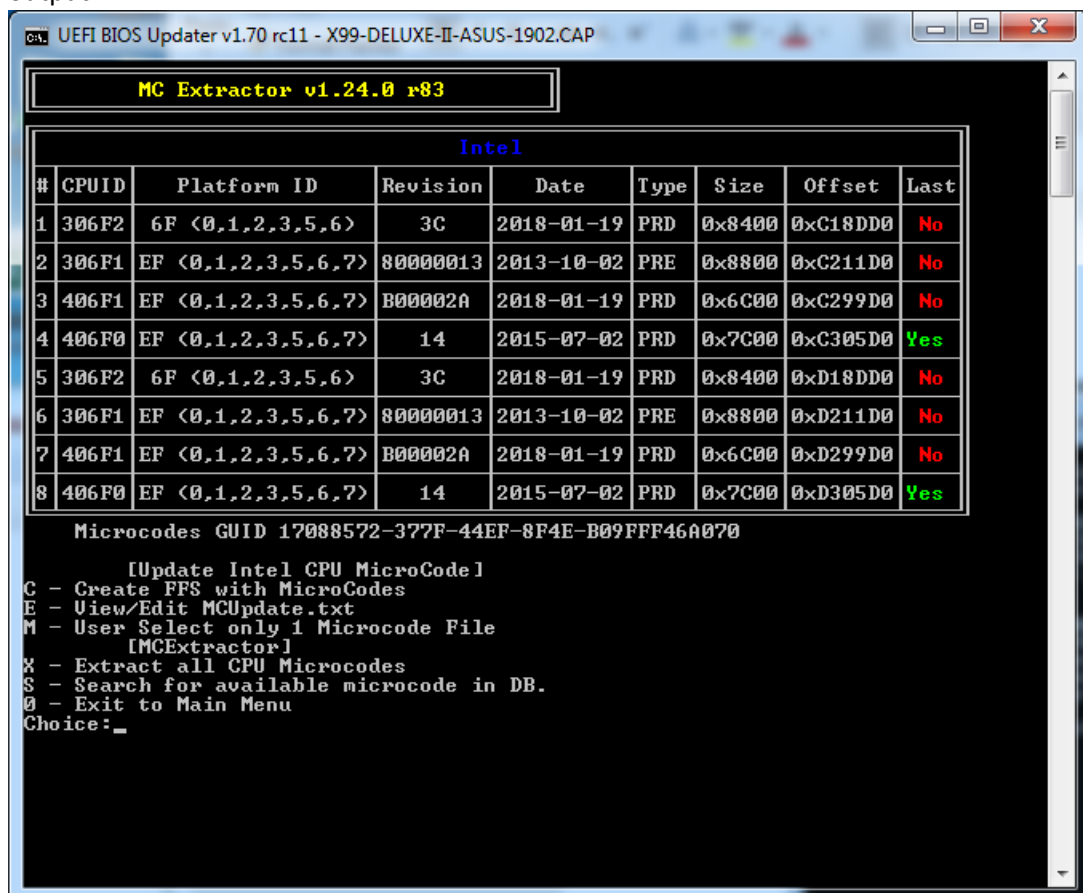 UEFI BIOS Updater v1.70 rc11 - X99-DELUXE-II-ASUS-1902.CAP
MC Extractor v1.24.0 r83
Intel
# CPUID Platform ID Revision Date Type Size Offset Last
1 306F2 6F (0,1,2,3,5,6) 3C 2018-01-19 PRD 0x8400 0xC18DD0 No
2 306F1 EF (0,1,2,3,5,6,7) 80000013 2013-10-02 PRE 0x8800 0xC211D0 No
3 406F1 EF (0,1,2,3,5,6,7) B00002A 2018-01-19 PRD 0x6C00 0xC299D0 No
4 406F0 EF (0,1,2,3,5,6,7) 14 2015-07-02 PRD 0x7C00 0xC305D0 Yes
5 306F2 6F (0,1,2,3,5,6) 3C 2018-01-19 PRD 0x8400 0xD18DD0 No
6 306F1 EF (0,1,2,3,5,6,7) 80000013 2013-10-02 PRE 0x8800 0xD211D0 No
7 406F1 EF (0,1,2,3,5,6,7) B00002A 2018-01-19 PRD 0x6C00 0xD299D0 No
8 406F0 EF (0,1,2,3,5,6,7) 14 2015-07-02 PRD 0x7C00 0xD305D0 Yes
Microcodes GUID 17088572-377F-44EF-8F4E-B09FFF46A070
[Update Intel CPU MicroCode]
C - Create FFS with MicroCodes
E - View/Edit MCUpdate.txt
M - User Select only 1 Microcode File
[MCExtractor]
X - Extract all CPU Microcodes
S - Search for available microcode in DB.
0 - Exit to Main Menu
Choice:_